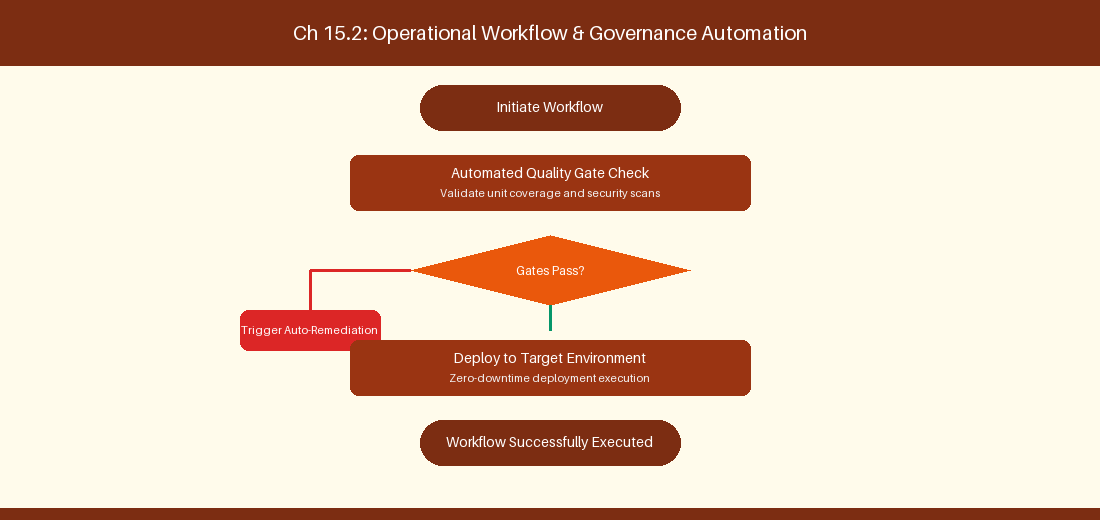 Ch 15.2: Operational Workflow & Governance Automation
Initiate Workflow
Automated Quality Gate Check
Validate unit coverage and security scans
Gates Pass?
Trigger Auto-Remediation
Deploy to Target Environment
Zero-downtime deployment execution
Workflow Successfully Executed